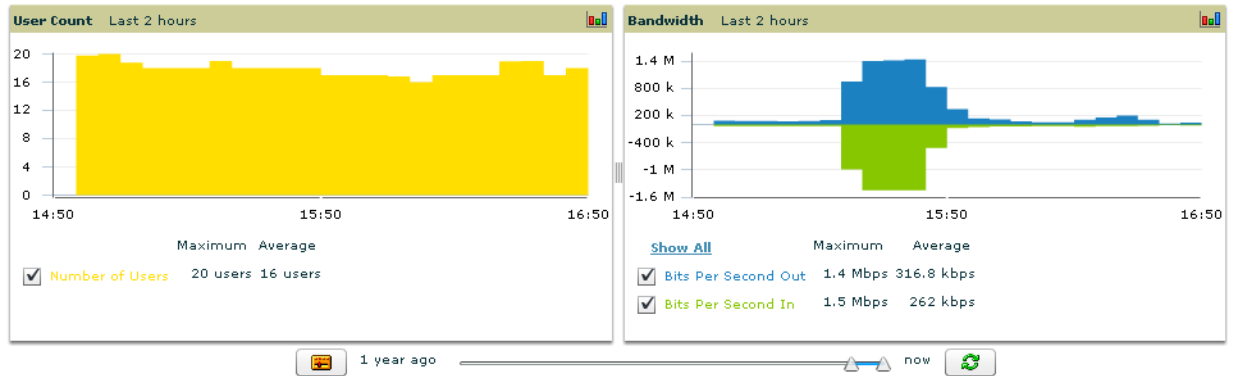 User Count Last 2 hours
20
16
12
8
4
0
14:50 15:50 16:50
Maximum Average
Number of Users 20 users 16 users
Bandwidth Last 2 hours
1.4 M
800 k
200 k
-400 k
-1 M
-1.6 M
14:50 15:50 16:50
Show All Maximum Average
Bits Per Second Out 1.4 Mbps 316.8 kbps
Bits Per Second In 1.5 Mbps 262 kbps
1 year ago now